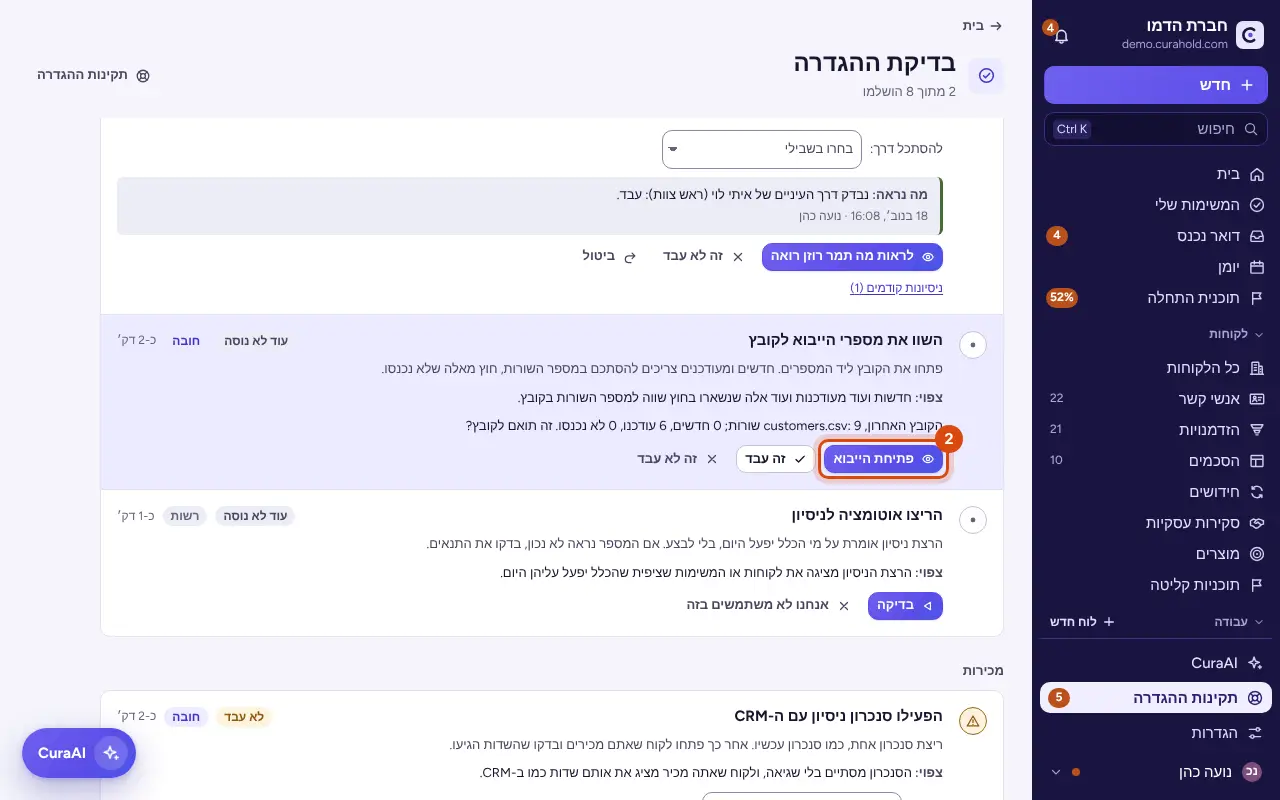 חברת הדמו
demo.curahold.com
4
חדש
חיפוש
Ctrl K
בית
המשימות שלי
דואר נכנס
4
יומן
תוכנית התחלה
52%
לקוחות
כל הלקוחות
אנשי קשר
22
הזדמנויות
21
הסכמים
10
חידושים
סקירות עסקיות
מוצרים
תוכניות קליטה
עבודה
לוח חדש
CuraAI
תקינות ההגדרה
5
הגדרות
נכ
נועה כהן
בית
בדיקת ההגדרה
2 מתוך 8 הושלמו
תקינות ההגדרה
להסתכל דרך:
בחרו בשבילי
מה נראה: נבדק דרך העיניים של איתי לוי (ראש צוות): עבד.
18 בנוב׳, 16:08 · נועה כהן
לראות מה תמר רוזן רואה
זה לא עבד
ביטול
ניסיונות קודמים (1)
השוו את מספרי הייבוא לקובץ
עוד לא נוסה
חובה
כ-2 דק׳
פתחו את הקובץ ליד המספרים. חדשים ומעודכנים צריכים להסתכם במספר השורות, חוץ מאלה שלא נכנסו.
צפוי: חדשות ועוד מעודכנות ועוד אלה שנשארו בחוץ שווה למספר השורות בקובץ.
הקובץ האחרון, customers.csv: 9 שורות; 0 חדשים, 6 עודכנו, 0 לא נכנסו. זה תואם לקובץ?
2
פתיחת הייבוא
זה עבד
זה לא עבד
הריצו אוטומציה לניסיון
עוד לא נוסה
רשות
כ-1 דק׳
הרצת ניסיון אומרת על מי הכלל יפעל היום, בלי לבצע. אם המספר נראה לא נכון, בדקו את התנאים.
צפוי: הרצת הניסיון מציגה את לקוחות או המשימות שציפית שהכלל יפעל עליהן היום.
בדיקה
אנחנו לא משתמשים בזה
מכירות
הפעילו סנכרון ניסיון עם ה-CRM
לא עבד
חובה
כ-2 דק׳
ריצת סנכרון אחת, כמו סנכרון עכשיו. אחר כך פתחו לקוח שאתם מכירים ובדקו שהשדות הגיעו.
צפוי: הסנכרון מסתיים בלי שגיאה, ולקוח שאתה מכיר מציג את אותם שדות כמו ב-CRM.
CuraAI